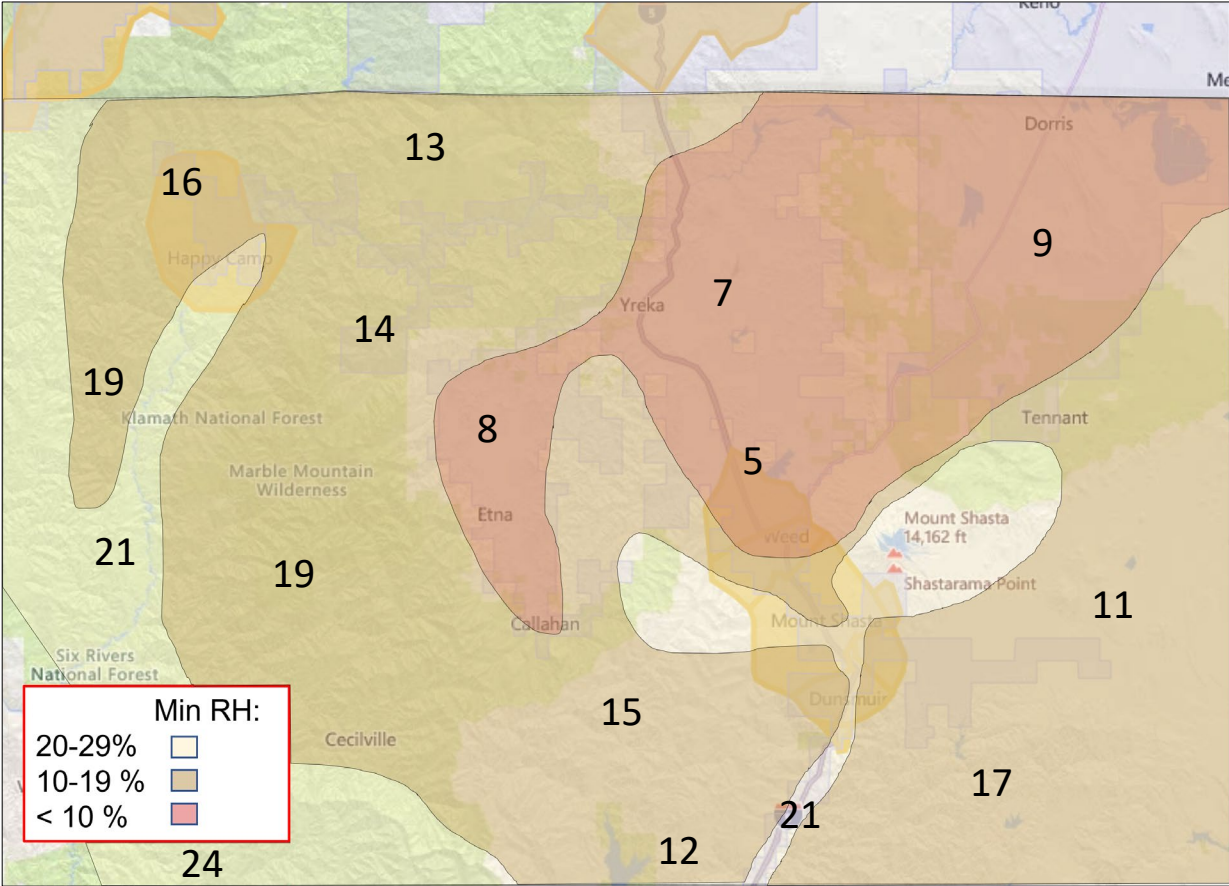 Keno
5
Me
Dorris
13
16
9
Happy Camp
7
Yreka
14
19
Klamath National Forest
Tennant
8
5
Marble Mountain
Wilderness
Etna
Mount Shasta
14,162 ft
Weed
21
19
Shastarama Point
11
Callahan
Mount Shasta
Six Rivers
National Forest
Dunsmuir
15
Cecilville
Min RH:
20-29%
10-19 %
< 10 %
17
21
12
24